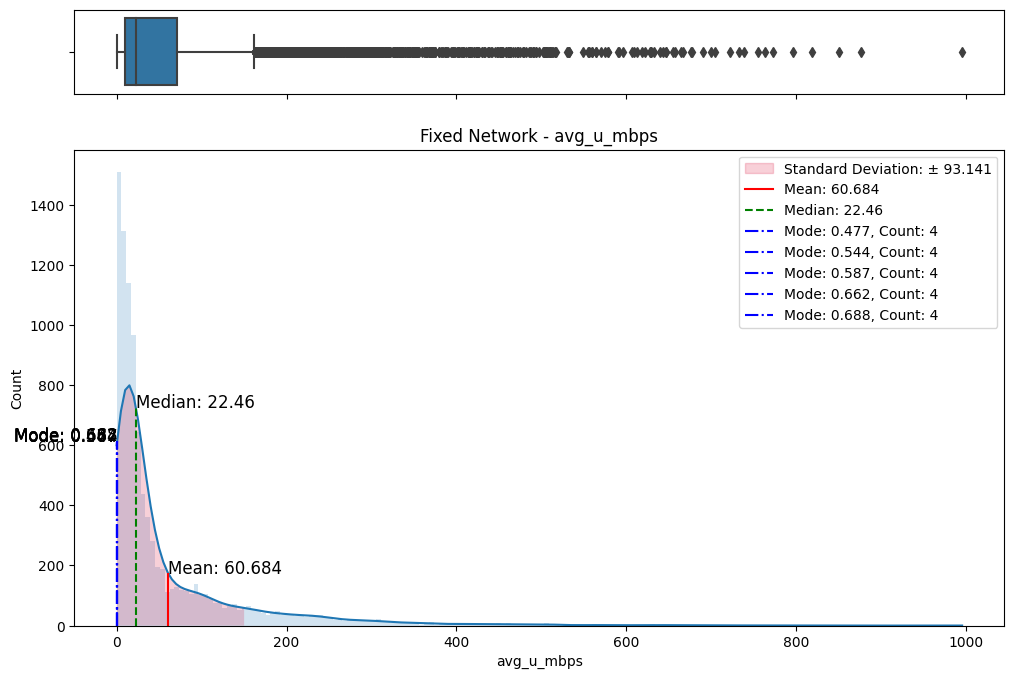 Fixed Network - avg_u_mbps
Standard Deviation: ± 93.141
Mean: 60.684
Median: 22.46
Mode: 0.477, Count: 4
Mode: 0.544, Count: 4
Mode: 0.587, Count: 4
Mode: 0.662, Count: 4
Mode: 0.688, Count: 4
1400
1200
1000
800
600
400
200
0
Count
Median: 22.46
Mode:
Mean: 60.684
0 200 400 600 800 1000
avg_u_mbps